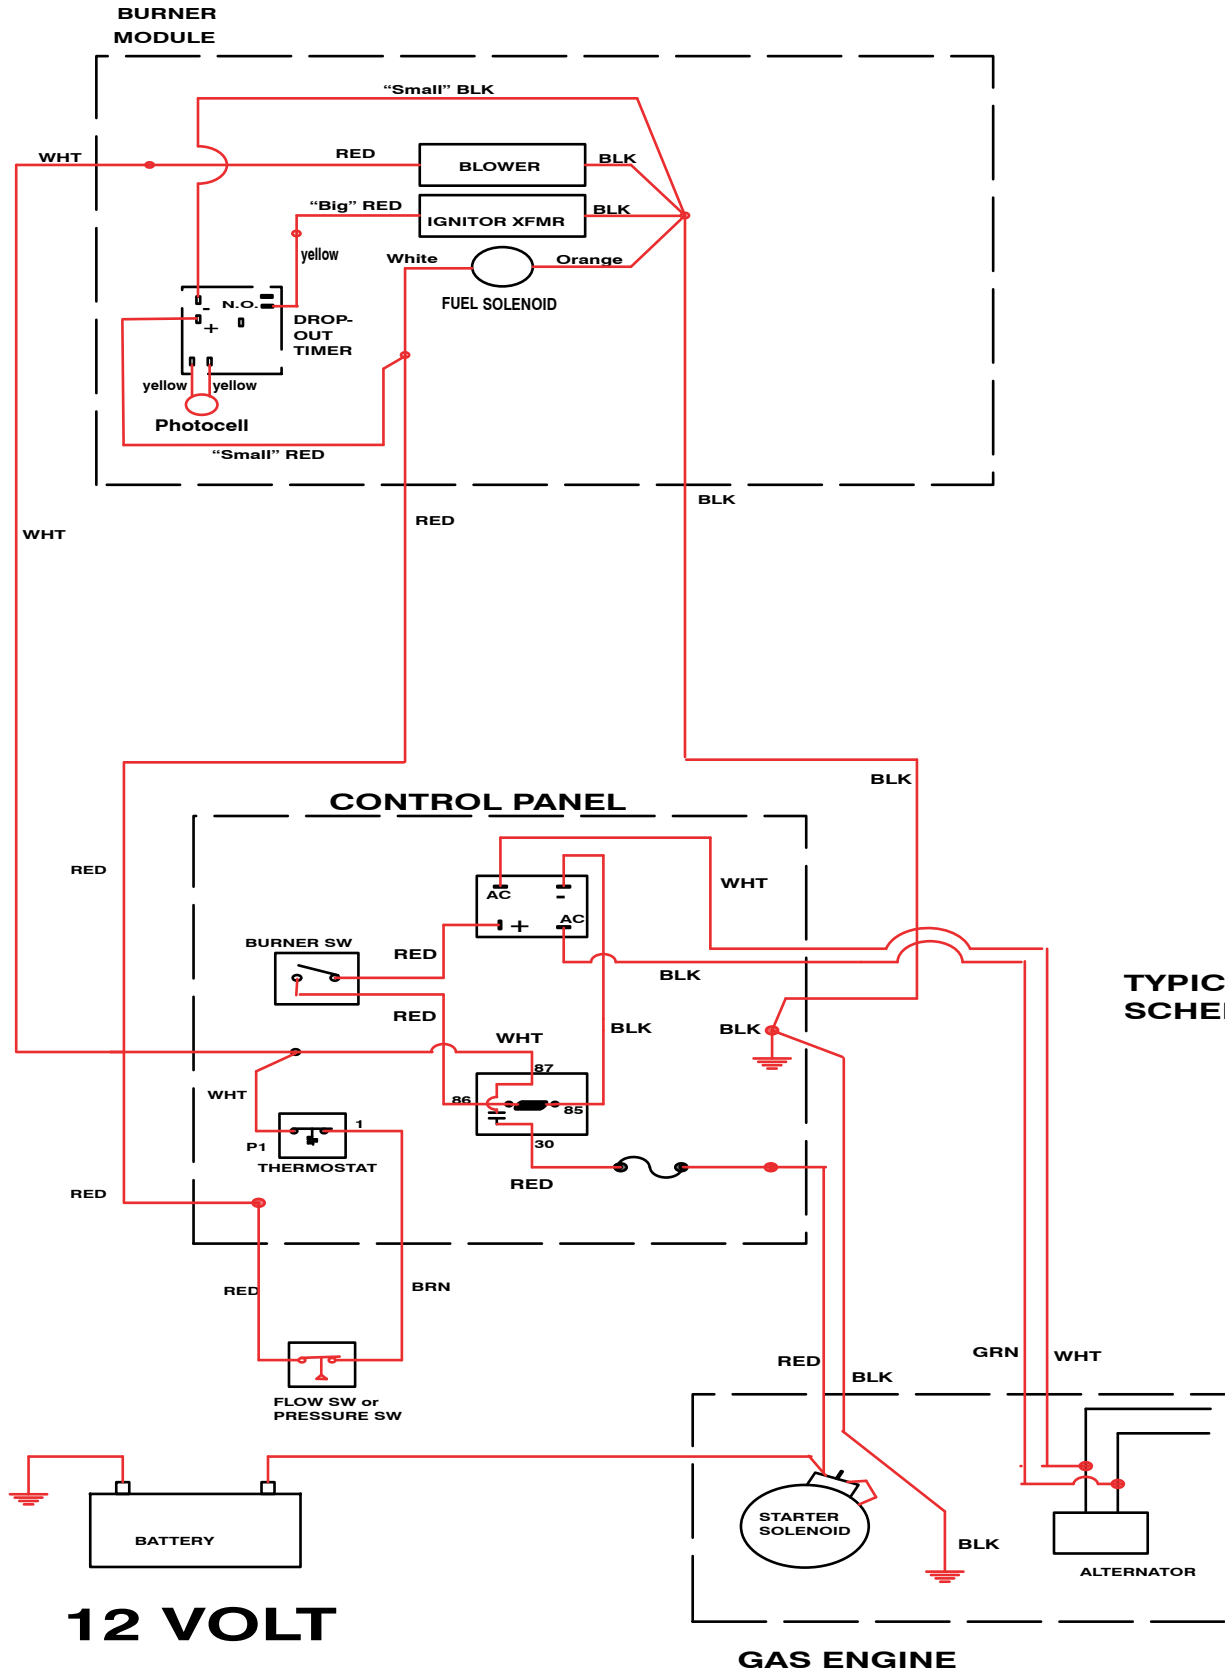 BURNER
MODULE
“Small” BLK
WHT
RED
BLOWER
BLK
“Big” RED
IGNITOR XFMR
BLK
yellow
White
Orange
FUEL SOLENOID
N.O.
-
+
DROP-
OUT
TIMER
yellow
yellow
Photocell
“Small” RED
BLK
RED
WHT
BLK
CONTROL PANEL
RED
WHT
AC
-
+
AC
BURNER SW
RED
BLK
TYPIC
SCHE
RED
BLK
BLK
WHT
87
WHT
86
85
1
P1
30
THERMOSTAT
RED
RED
RED
BRN
GRN
WHT
RED
BLK
FLOW SW or
PRESSURE SW
STARTER
SOLENOID
BATTERY
BLK
ALTERNATOR
12 VOLT
GAS ENGINE